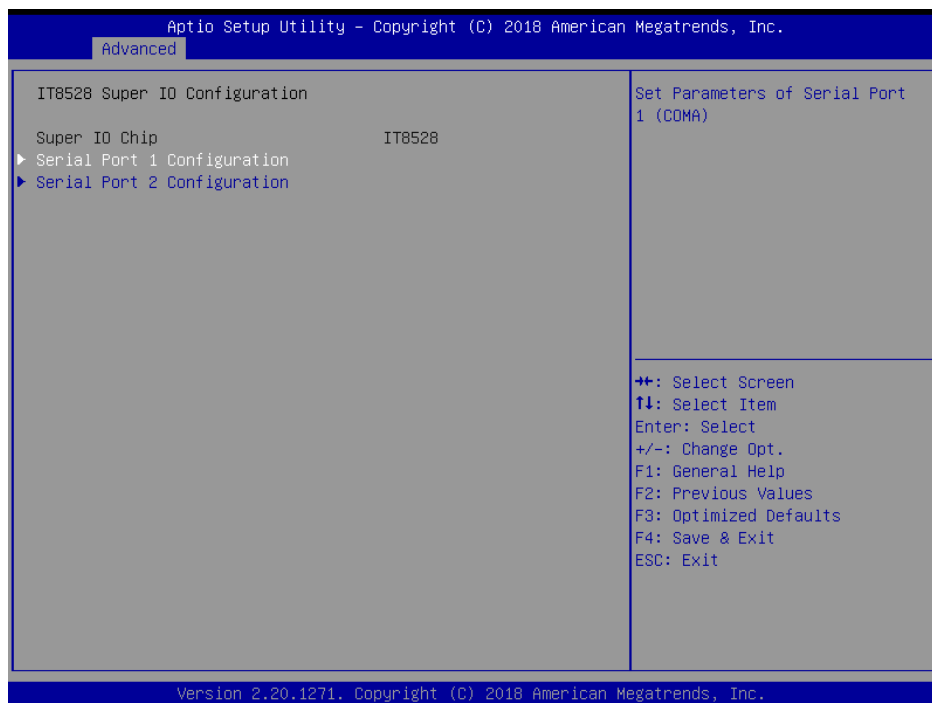 Aptio Setup Utility – Copyright (C) 2018 American Megatrends, Inc.
Advanced
IT8528 Super IO Configuration
Super IO Chip IT8528
Serial Port 1 Configuration
Serial Port 2 Configuration
Set Parameters of Serial Port
1 (COMA)
→←: Select Screen
↑↓: Select Item
Enter: Select
+/-: Change Opt.
F1: General Help
F2: Previous Values
F3: Optimized Defaults
F4: Save & Exit
ESC: Exit
Version 2.20.1271. Copyright (C) 2018 American Megatrends, Inc.